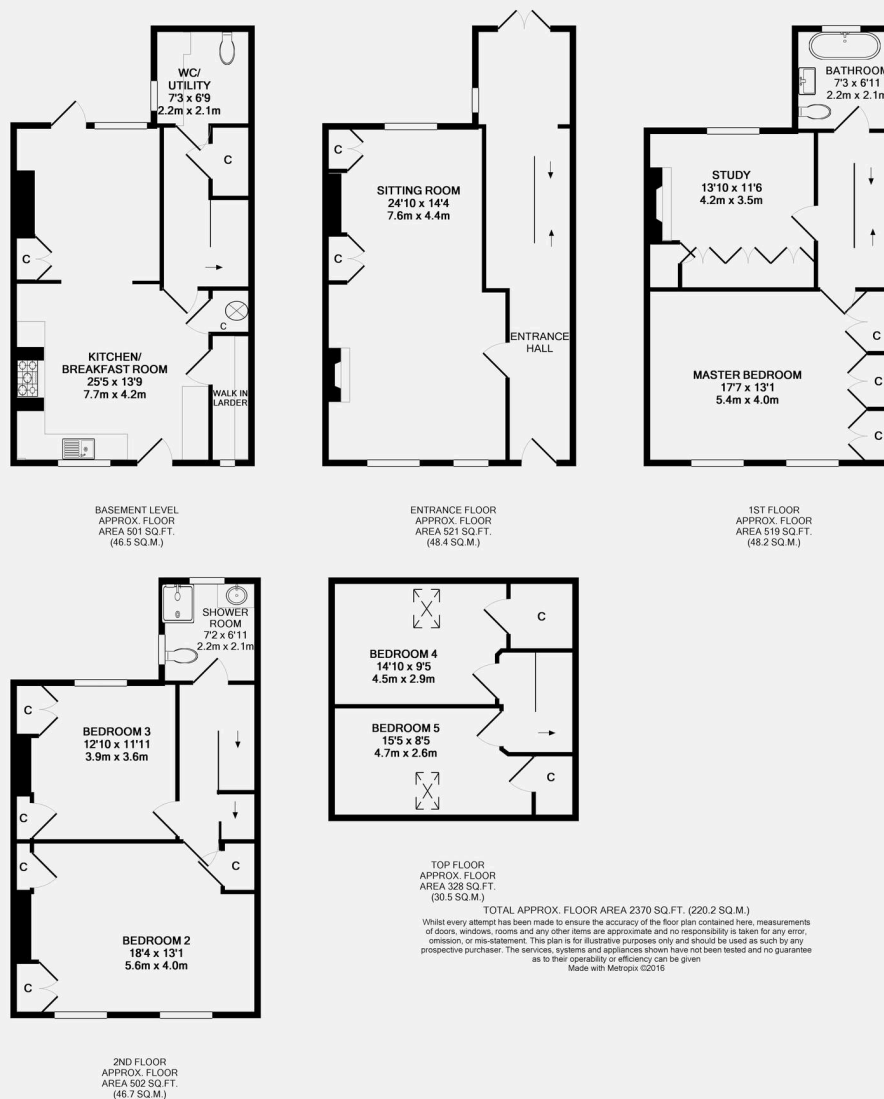 WC/
UTILITY
7'3 x 6'9
2.2m x 2.1m
C
C
KITCHEN/
BREAKFAST ROOM
25'5 x 13'9
7.7m x 4.2m
C
WALK IN
LARDER
BASEMENT LEVEL
APPROX. FLOOR
AREA 501 SQ.FT.
(46.5 SQ.M.)
C
SITTING ROOM
24'10 x 14'4
7.6m x 4.4m
C
ENTRANCE
HALL
ENTRANCE FLOOR
APPROX. FLOOR
AREA 521 SQ.FT.
(48.4 SQ.M.)
BATHROOM
7'3 x 6'11
2.2m x 2.1m
STUDY
13'10 x 11'6
4.2m x 3.5m
MASTER BEDROOM
17'7 x 13'1
5.4m x 4.0m
C
C
C
1ST FLOOR
APPROX. FLOOR
AREA 519 SQ.FT.
(48.2 SQ.M.)
SHOWER
ROOM
7'2 x 6'11
2.2m x 2.1m
C
BEDROOM 3
12'10 x 11'11
3.9m x 3.6m
C
C
C
BEDROOM 2
18'4 x 13'1
5.6m x 4.0m
C
2ND FLOOR
APPROX. FLOOR
AREA 502 SQ.FT.
(46.7 SQ.M.)
C
BEDROOM 4
14'10 x 9'5
4.5m x 2.9m
BEDROOM 5
15'5 x 8'5
4.7m x 2.6m
C
TOP FLOOR
APPROX. FLOOR
AREA 328 SQ.FT.
(30.5 SQ.M.)
TOTAL APPROX. FLOOR AREA 2370 SQ.FT. (220.2 SQ.M.)
Whilst every attempt has been made to ensure the accuracy of the floor plan contained here, measurements
of doors, windows, rooms and any other items are approximate and no responsibility is taken for any error,
omission, or mis-statement. This plan is for illustrative purposes only and should be used as such by any
prospective purchaser. The services, systems and appliances shown have not been tested and no guarantee
as to their operability or efficiency can be given
Made with Metropix ©2016